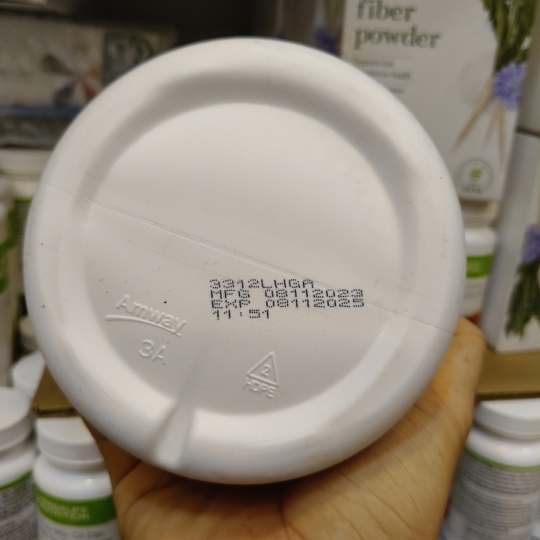 fiber
powder
3312LHGA
MFG 08112023
EXP 08112025
11:51
Amway
3A
2
HDPE